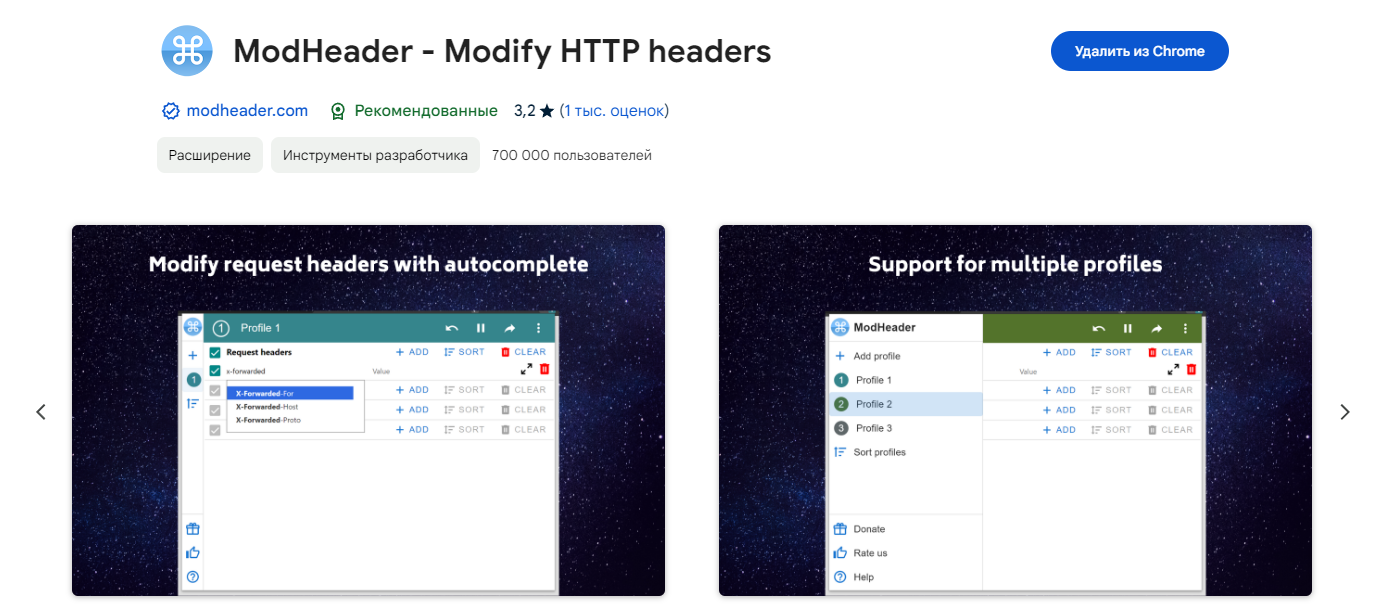 ModHeader - Modify HTTP headers
Удалить из Chrome
modheader.com Рекомендованные 3,2 ★ (1 тыс. оценок)
Расширение Инструменты разработчика 700 000 пользователей
Modify request headers with autocomplete
1 Profile 1
Request headers + ADD SORT CLEAR
1 x-forwarded Value
X-Forwarded-For + ADD SORT CLEAR
X-Forwarded-Host + ADD SORT CLEAR
X-Forwarded-Proto + ADD SORT CLEAR
Support for multiple profiles
ModHeader
+ Add profile
1 Profile 1
2 Profile 2
3 Profile 3
Sort profiles
Donate
Rate us
Help
+ ADD SORT CLEAR
Value
+ ADD SORT CLEAR
+ ADD SORT CLEAR
+ ADD SORT CLEAR